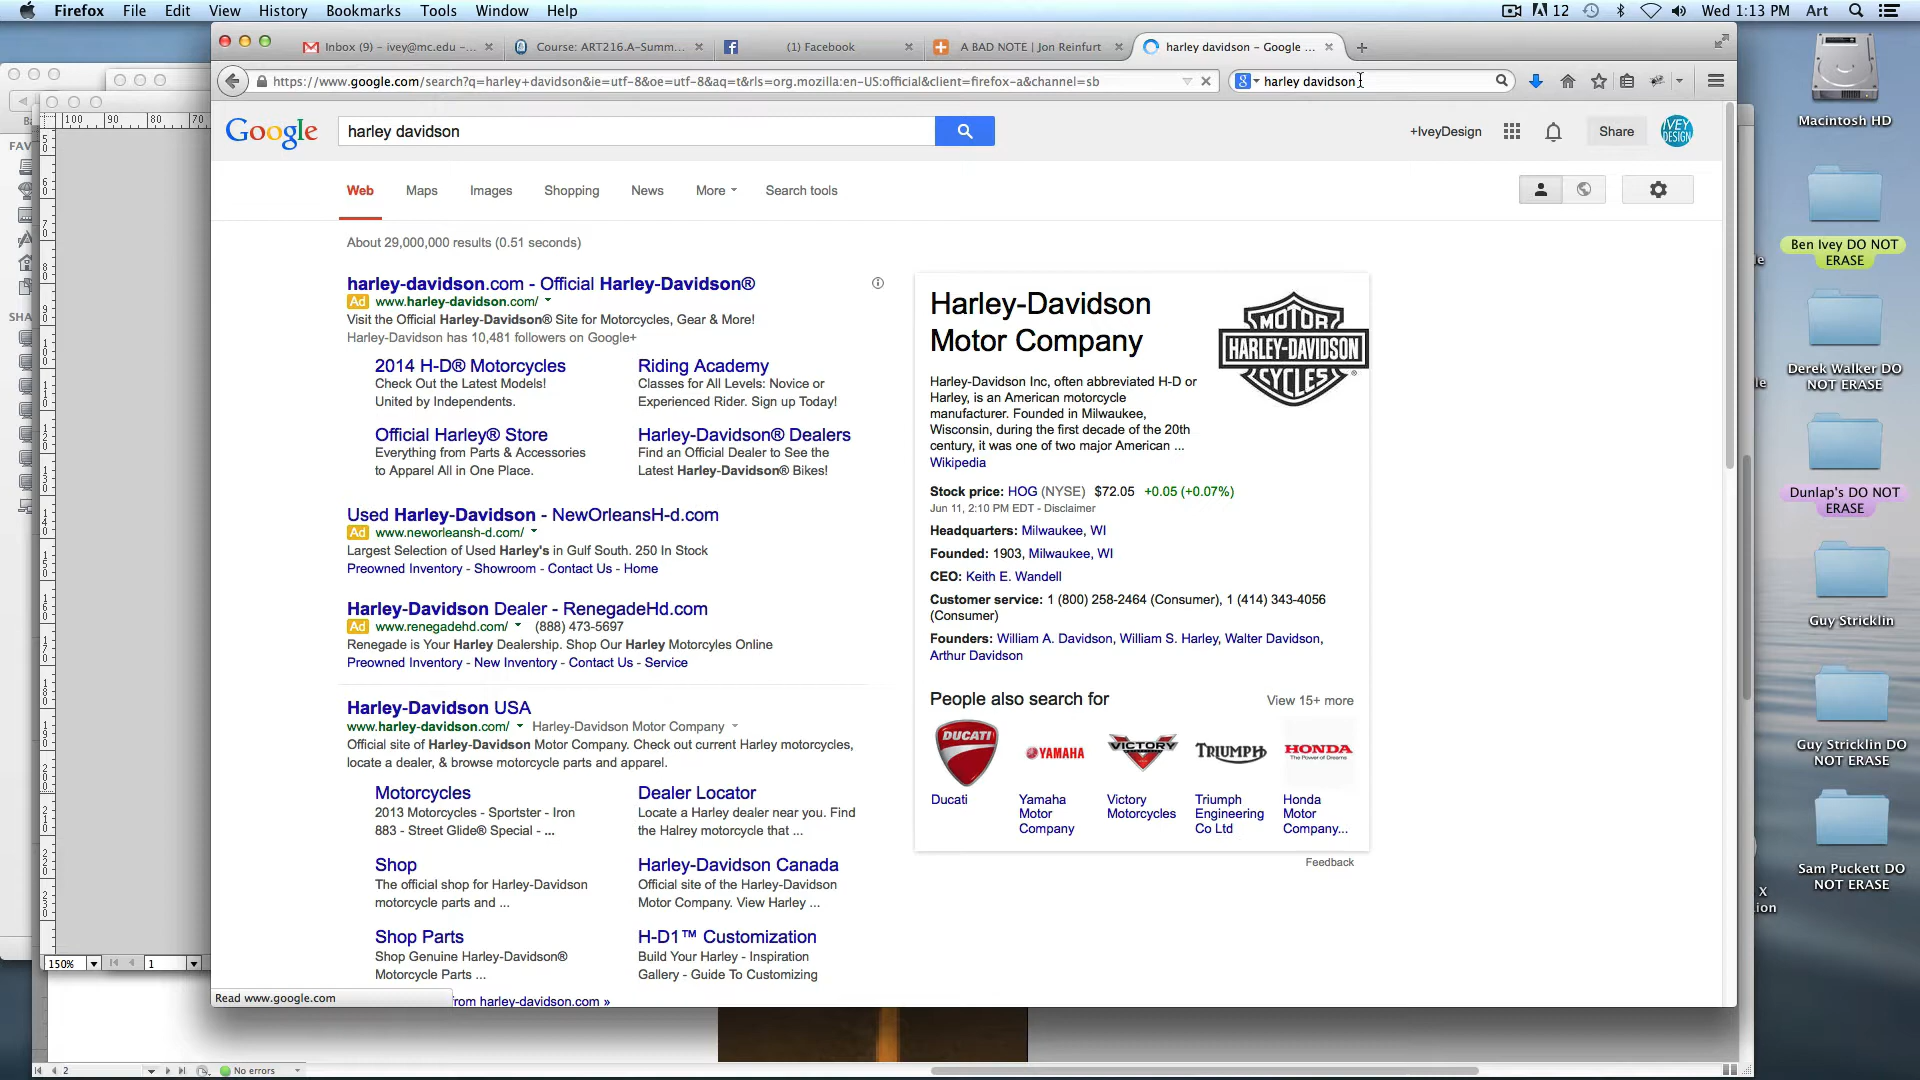 Firefox File Edit View History Bookmarks Tools Window Help
12 Wed 1:13 PM Art
Inbox (9) - ivey@mc.edu -...
Course: ART216.A-Summ...
(1) Facebook
A BAD NOTE | Jon Reinfurt
harley davidson - Google ...
https://www.google.com/search?q=harley+davidson&ie=utf-8&oe=utf-8&aq=t&rls=org.mozilla:en-US:official&client=firefox-a&channel=sb
harley davidson
Google
harley davidson
+IveyDesign
Share
IVEY
DESIGN
Web Maps Images Shopping News More Search tools
About 29,000,000 results (0.51 seconds)
harley-davidson.com - Official Harley-Davidson®
Ad www.harley-davidson.com/
Visit the Official Harley-Davidson® Site for Motorcycles, Gear & More!
Harley-Davidson has 10,481 followers on Google+
2014 H-D® Motorcycles
Check Out the Latest Models!
United by Independents.
Riding Academy
Classes for All Levels: Novice or
Experienced Rider. Sign up Today!
Official Harley® Store
Everything from Parts & Accessories
to Apparel All in One Place.
Harley-Davidson® Dealers
Find an Official Dealer to See the
Latest Harley-Davidson® Bikes!
Used Harley-Davidson - NewOrleansH-d.com
Ad www.neworleansh-d.com/
Largest Selection of Used Harley's in Gulf South. 250 In Stock
Preowned Inventory - Showroom - Contact Us - Home
Harley-Davidson Dealer - RenegadeHd.com
Ad www.renegadehd.com/ (888) 473-5697
Renegade is Your Harley Dealership. Shop Our Harley Motorcyles Online
Preowned Inventory - New Inventory - Contact Us - Service
Harley-Davidson USA
www.harley-davidson.com/ Harley-Davidson Motor Company
Official site of Harley-Davidson Motor Company. Check out current Harley motorcycles,
locate a dealer, & browse motorcycle parts and apparel.
Motorcycles
2013 Motorcycles - Sportster - Iron
883 - Street Glide® Special - ...
Dealer Locator
Locate a Harley dealer near you. Find
the Halrey motorcycle that ...
Shop
The official shop for Harley-Davidson
motorcycle parts and ...
Harley-Davidson Canada
Official site of the Harley-Davidson
Motor Company. View Harley ...
Shop Parts
Shop Genuine Harley-Davidson®
Motorcycle Parts ...
H-D1™ Customization
Build Your Harley - Inspiration
Gallery - Guide To Customizing
from harley-davidson.com »
Read www.google.com
Harley-Davidson
Motor Company
MOTOR
HARLEY-DAVIDSON
CYCLES
Harley-Davidson Inc, often abbreviated H-D or
Harley, is an American motorcycle
manufacturer. Founded in Milwaukee,
Wisconsin, during the first decade of the 20th
century, it was one of two major American ...
Wikipedia
Stock price: HOG (NYSE) $72.05 +0.05 (+0.07%)
Jun 11, 2:10 PM EDT - Disclaimer
Headquarters: Milwaukee, WI
Founded: 1903, Milwaukee, WI
CEO: Keith E. Wandell
Customer service: 1 (800) 258-2464 (Consumer), 1 (414) 343-4056
(Consumer)
Founders: William A. Davidson, William S. Harley, Walter Davidson,
Arthur Davidson
People also search for
View 15+ more
DUCATI
YAMAHA
VICTORY
TRIUMPH
HONDA
The Power of Dreams
Ducati
Yamaha
Motor
Company
Victory
Motorcycles
Triumph
Engineering
Co Ltd
Honda
Motor
Company...
Feedback
Macintosh HD
Ben Ivey DO NOT
ERASE
Derek Walker DO
NOT ERASE
Dunlap's DO NOT
ERASE
Guy Stricklin
Guy Stricklin DO
NOT ERASE
Sam Puckett DO
NOT ERASE
X
ion
FAV
Ba
SHA
100 90 80 70
150%
1
2
No errors